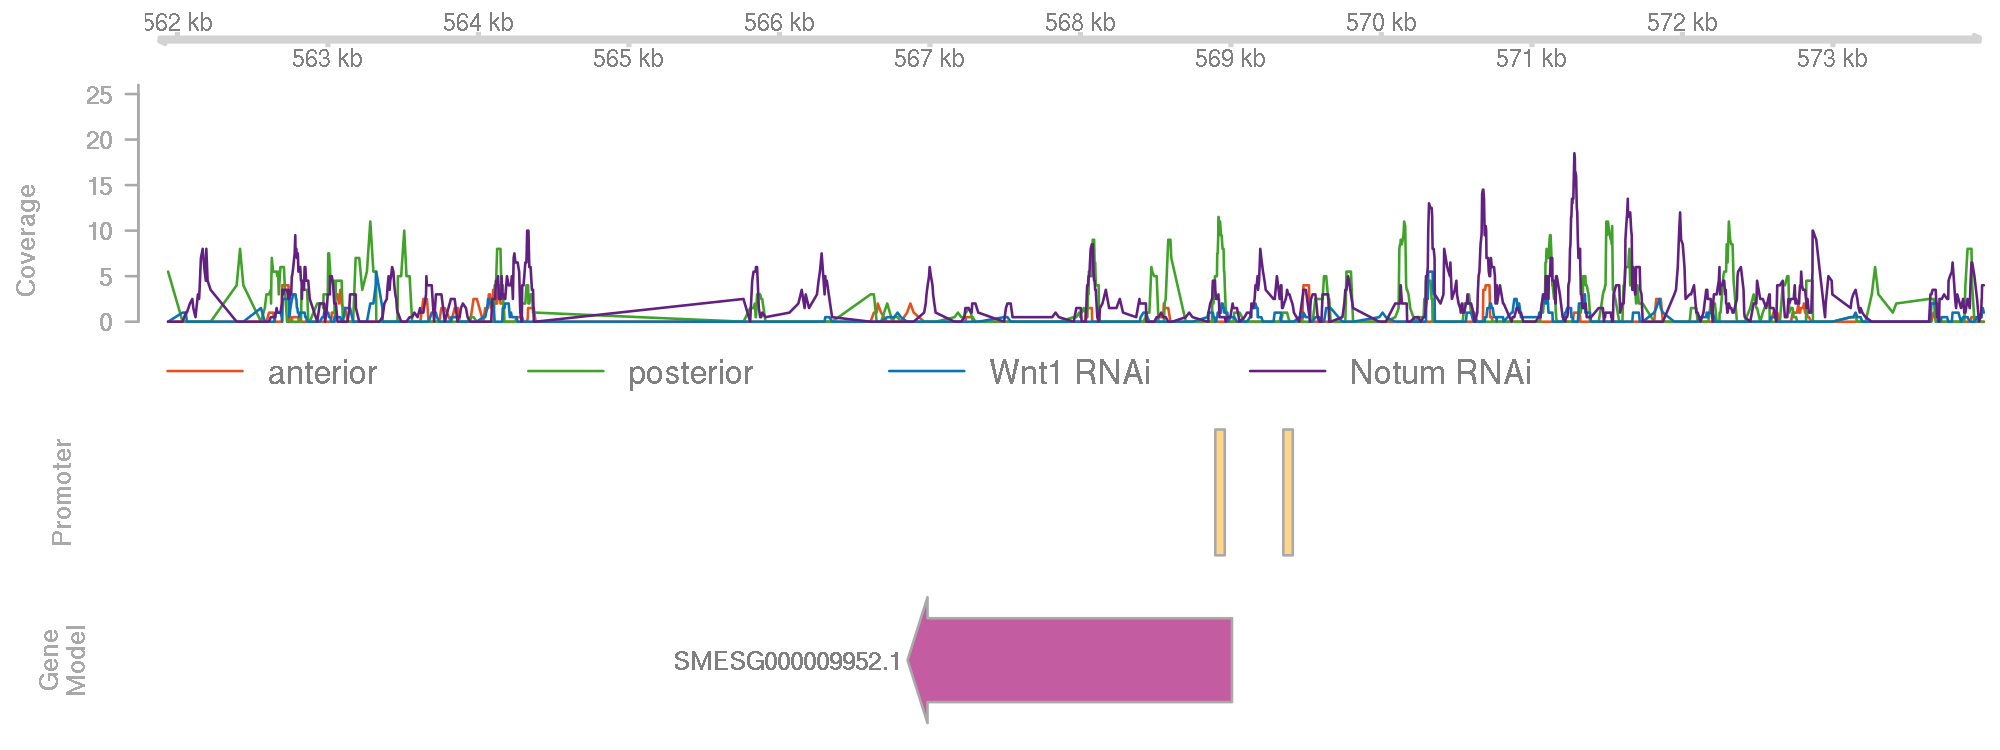 562 kb 564 kb 566 kb 568 kb 570 kb 572 kb
563 kb 565 kb 567 kb 569 kb 571 kb 573 kb
Coverage
25
20
15
10
5
0
anterior posterior Wnt1 RNAi Notum RNAi
Promoter
Gene
Model
SMESG000009952.1